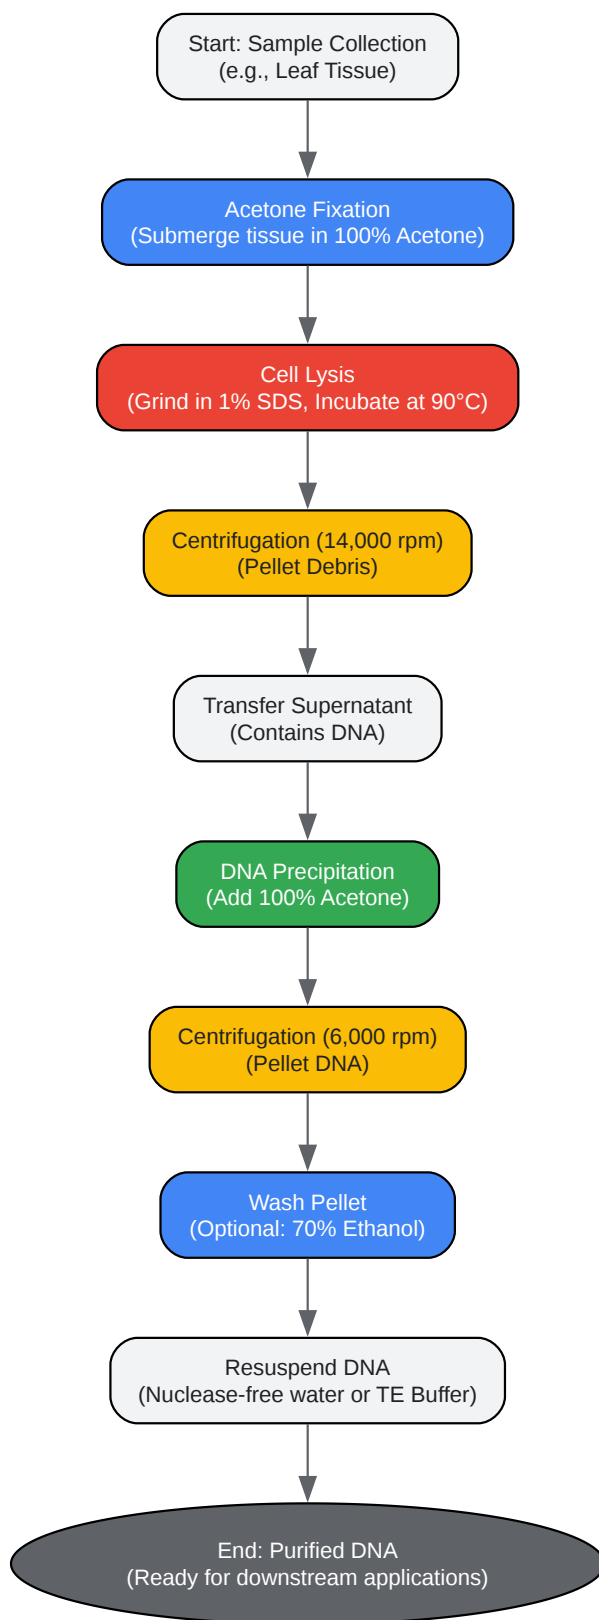 Start: Sample Collection
(e.g., Leaf Tissue)
Acetone Fixation
(Submerge tissue in 100% Acetone)
Cell Lysis
(Grind in 1% SDS, Incubate at 90°C)
Centrifugation (14,000 rpm)
(Pellet Debris)
Transfer Supernatant
(Contains DNA)
DNA Precipitation
(Add 100% Acetone)
Centrifugation (6,000 rpm)
(Pellet DNA)
Wash Pellet
(Optional: 70% Ethanol)
Resuspend DNA
(Nuclease-free water or TE Buffer)
End: Purified DNA
(Ready for downstream applications)